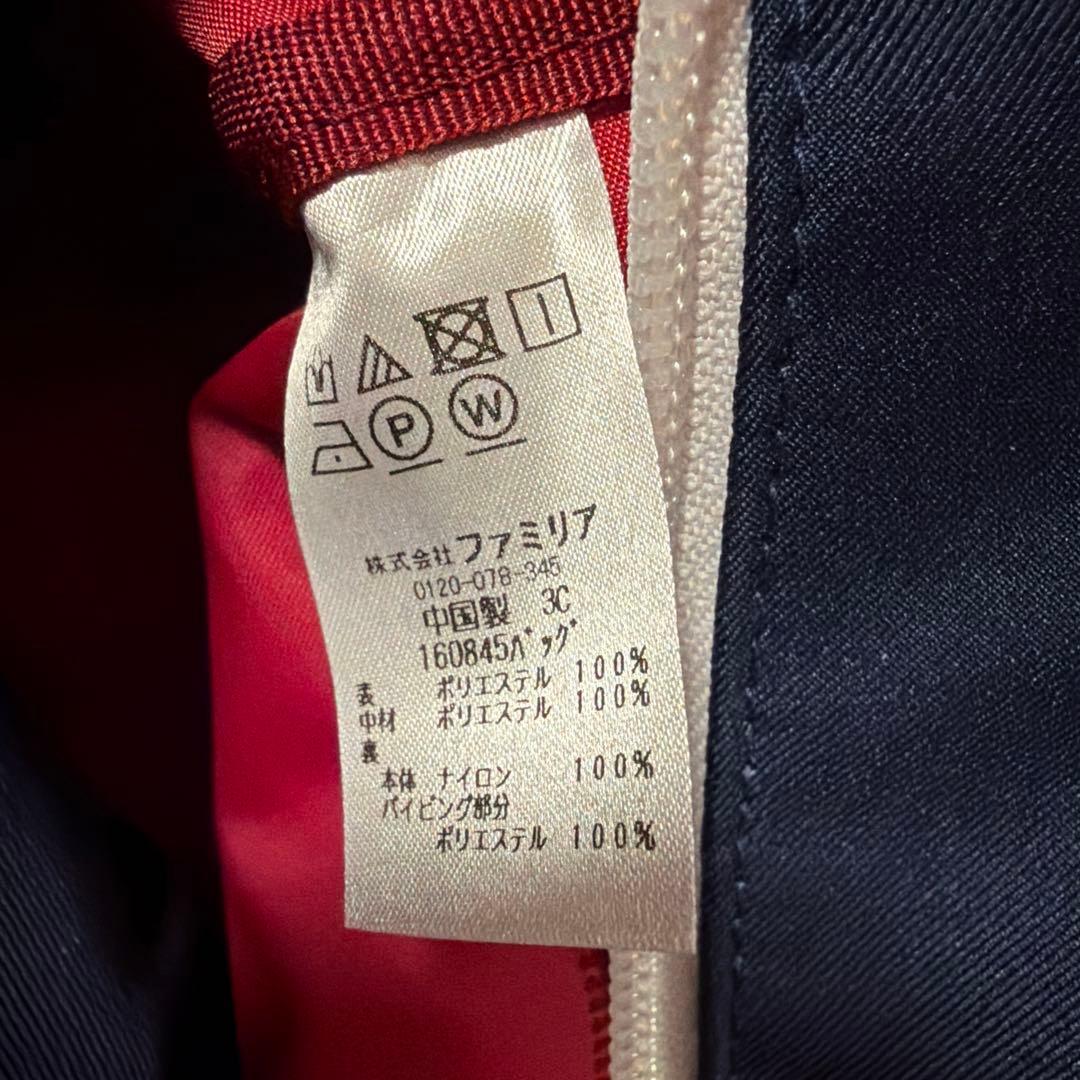 P W
株式会社ファミリア
0120-078-345
中国製 3C
160845バッグ
表 ポリエステル 100%
中材 ポリエステル 100%
裏
本体 ナイロン 100%
パイピング部分
ポリエステル 100%